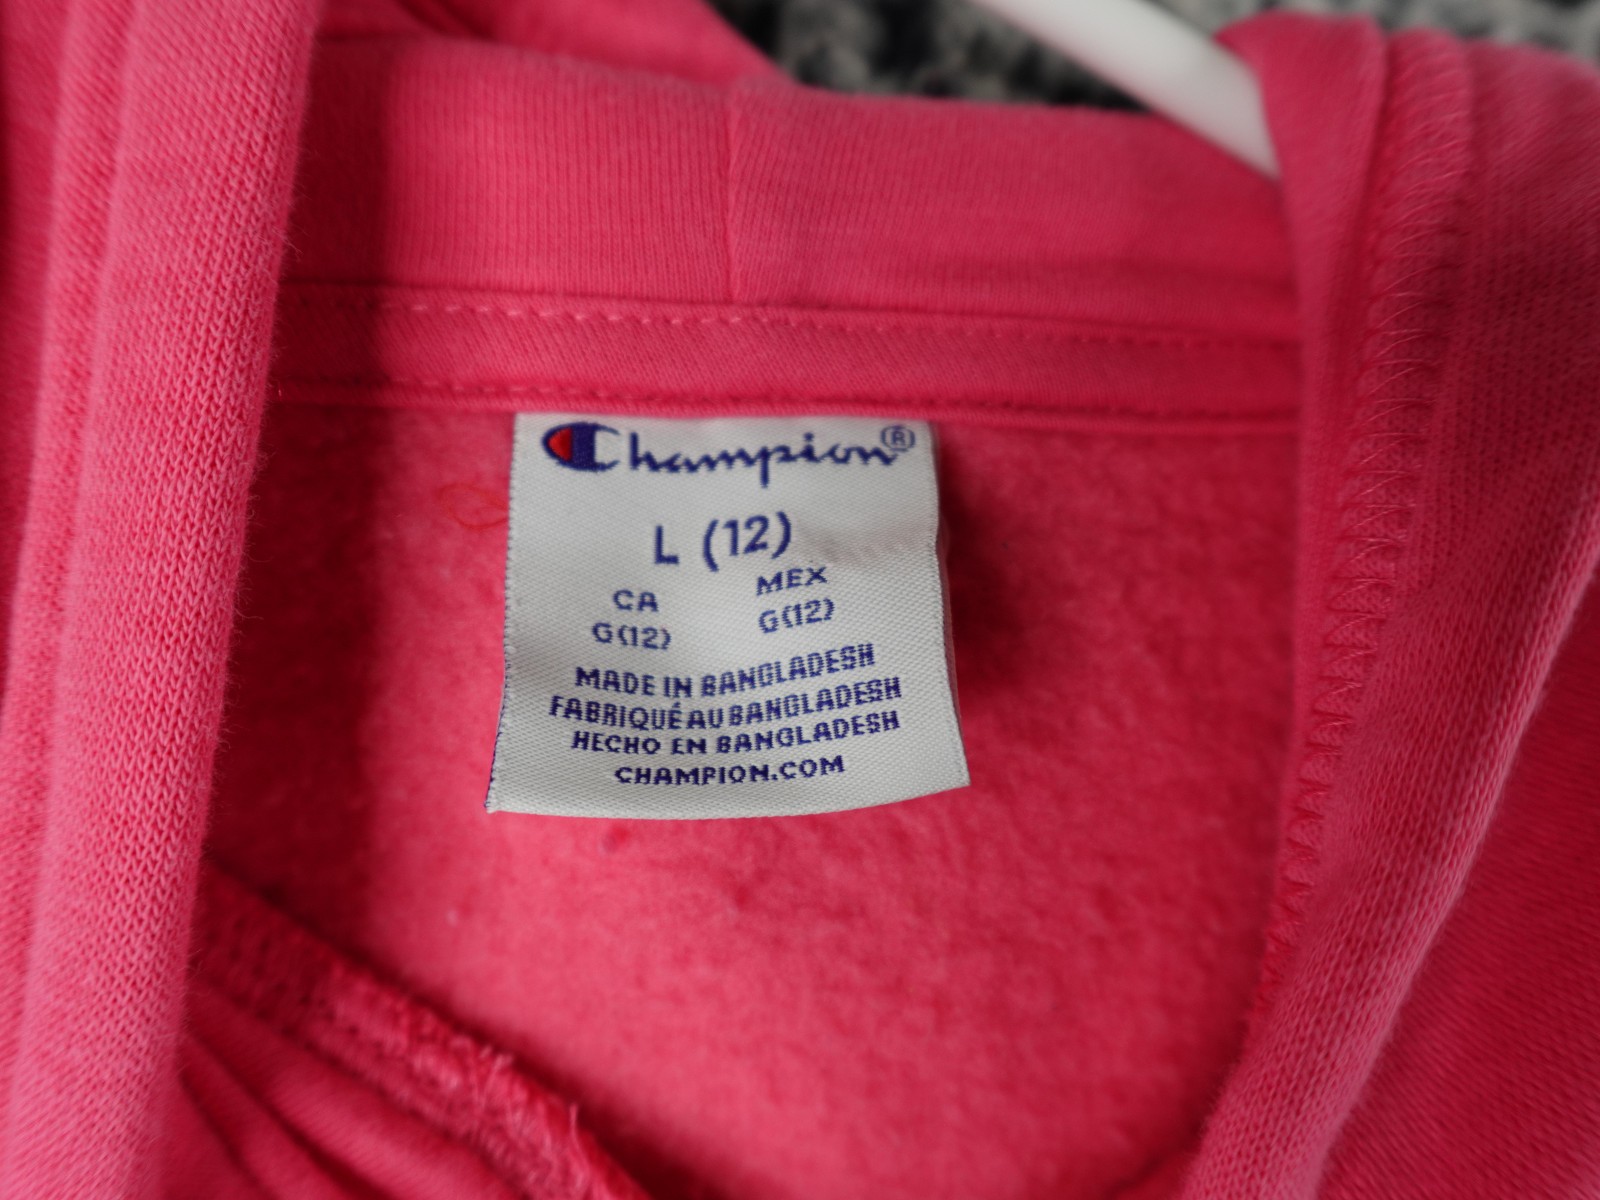 Champion®
L (12)
CA MEX
G(12) G(12)
MADE IN BANGLADESH
FABRIQUÉ AU BANGLADESH
HECHO EN BANGLADESH
CHAMPION.COM